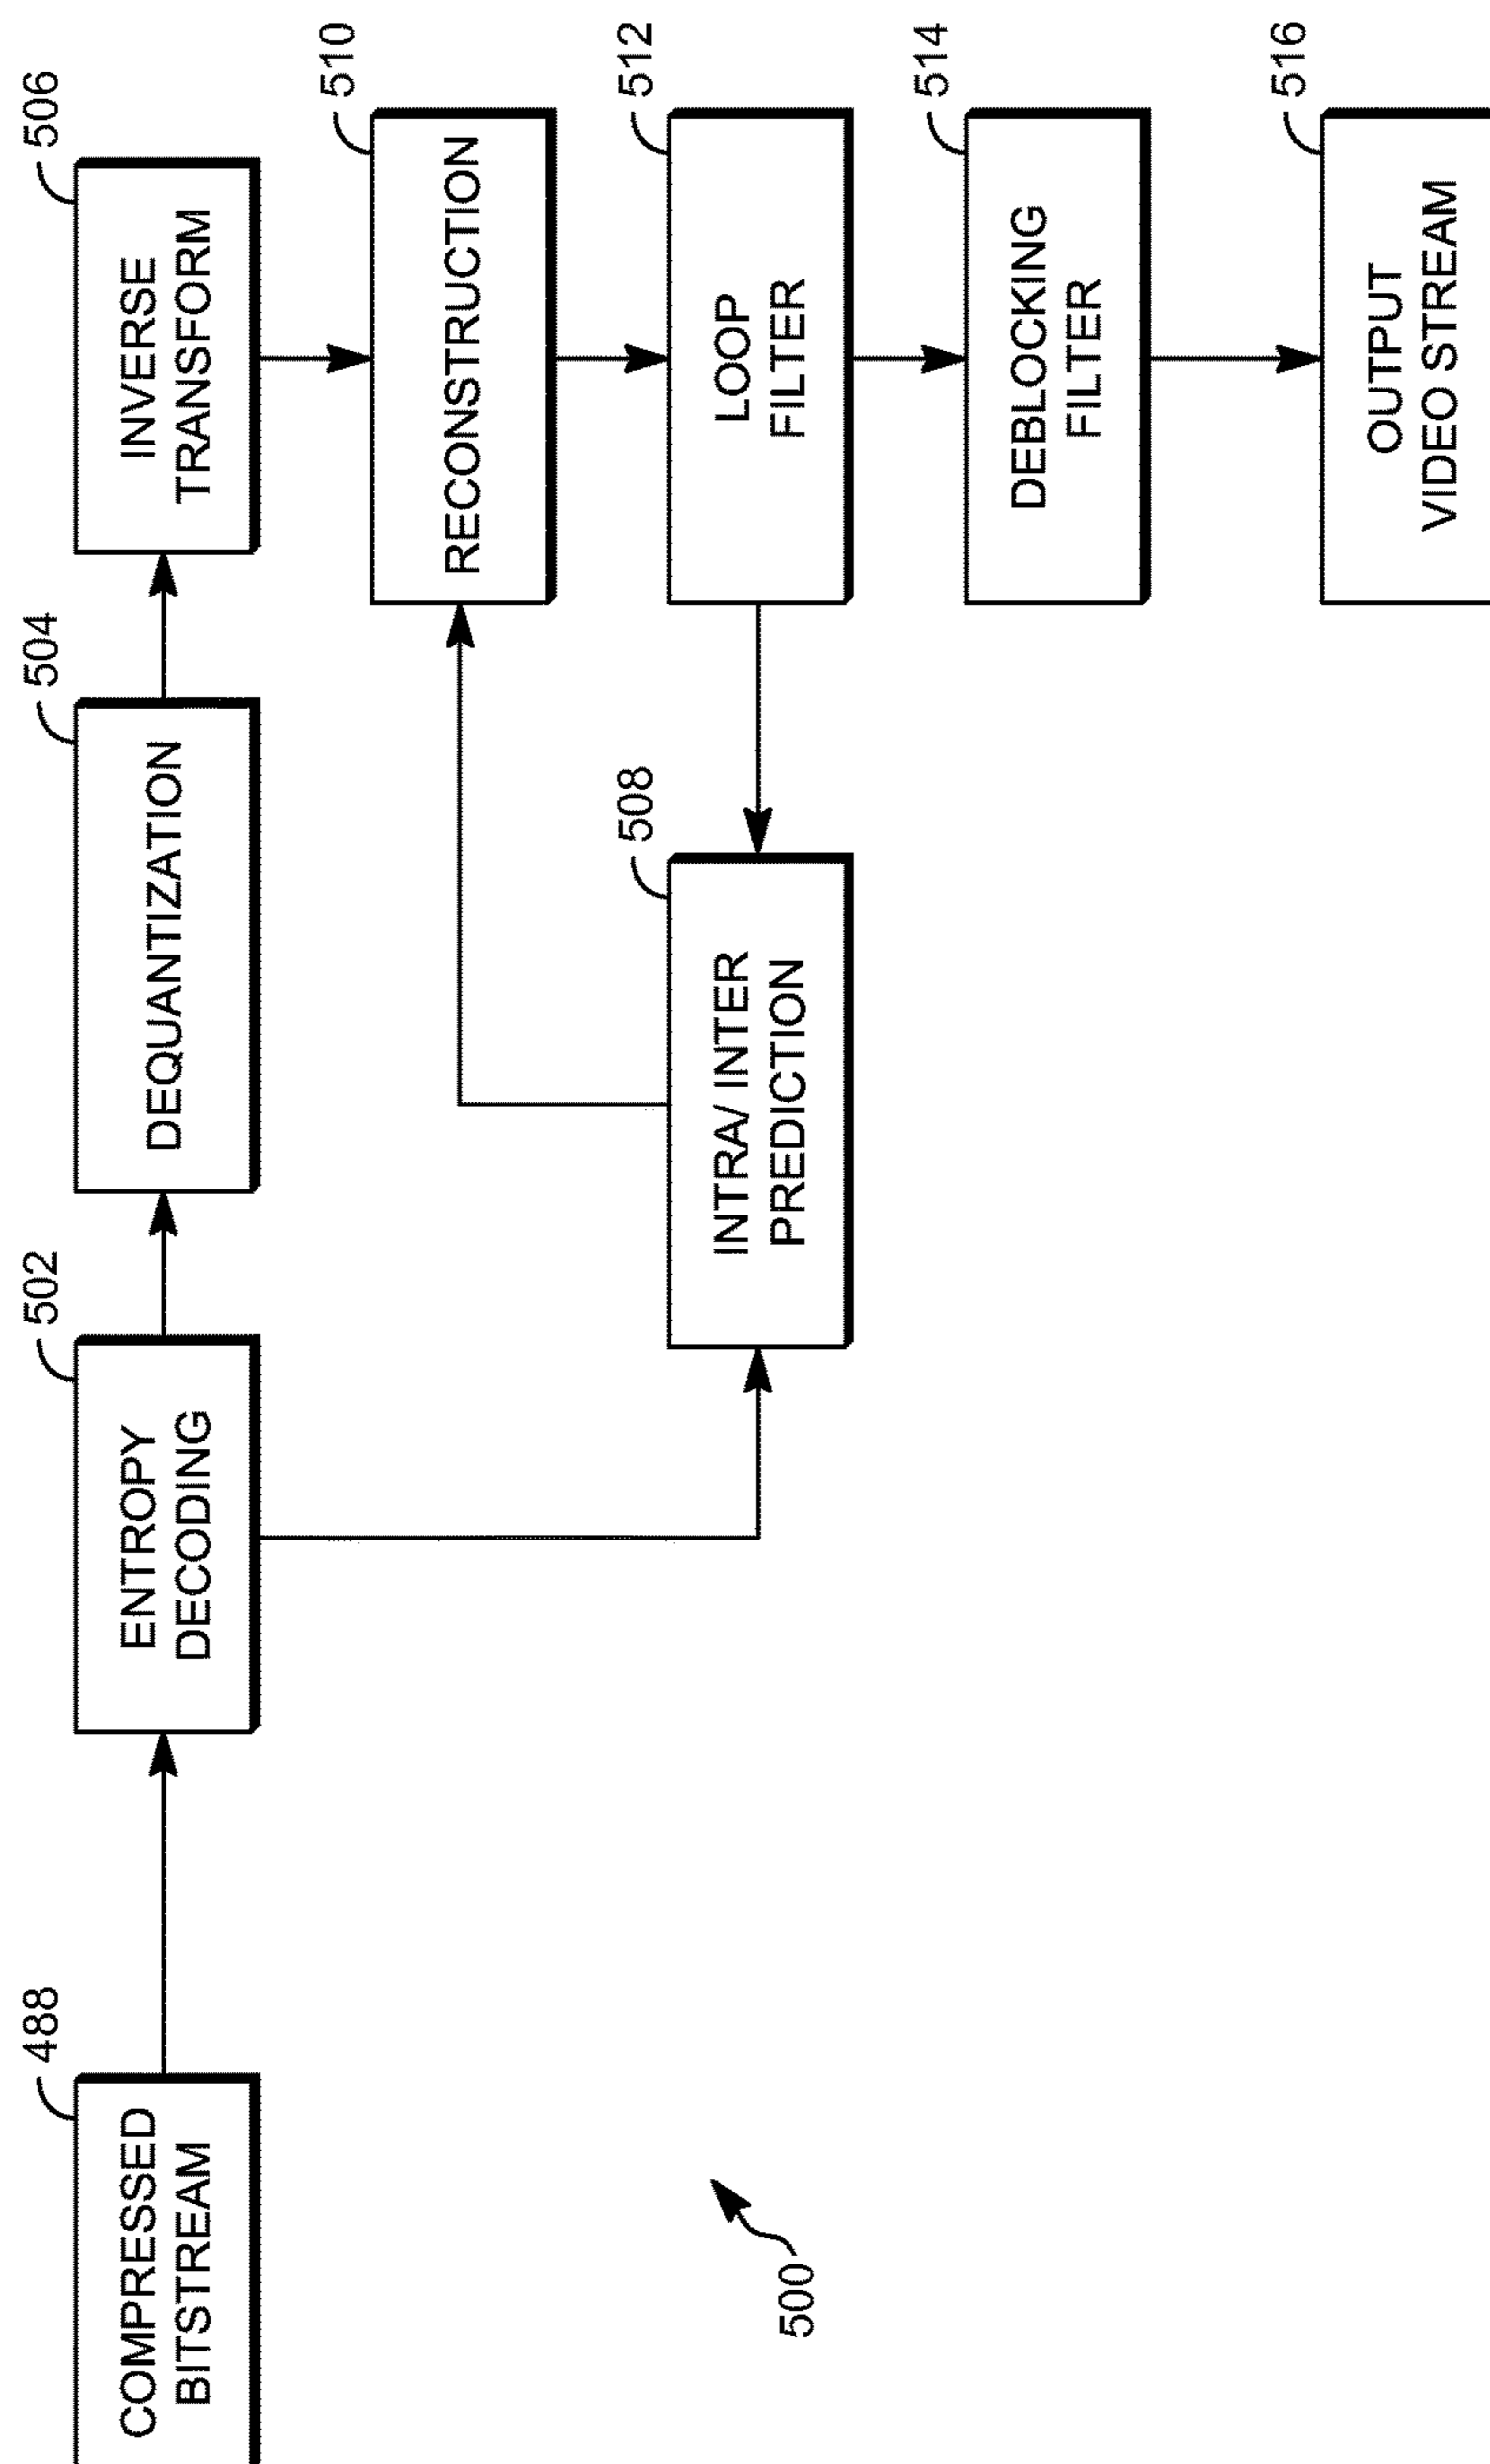 488
COMPRESSED
BITSTREAM
502
ENTROPY
DECODING
504
DEQUANTIZATION
506
INVERSE
TRANSFORM
510
RECONSTRUCTION
508
INTRA/ INTER
PREDICTION
512
LOOP
FILTER
514
DEBLOCKING
FILTER
516
OUTPUT
VIDEO STREAM
500